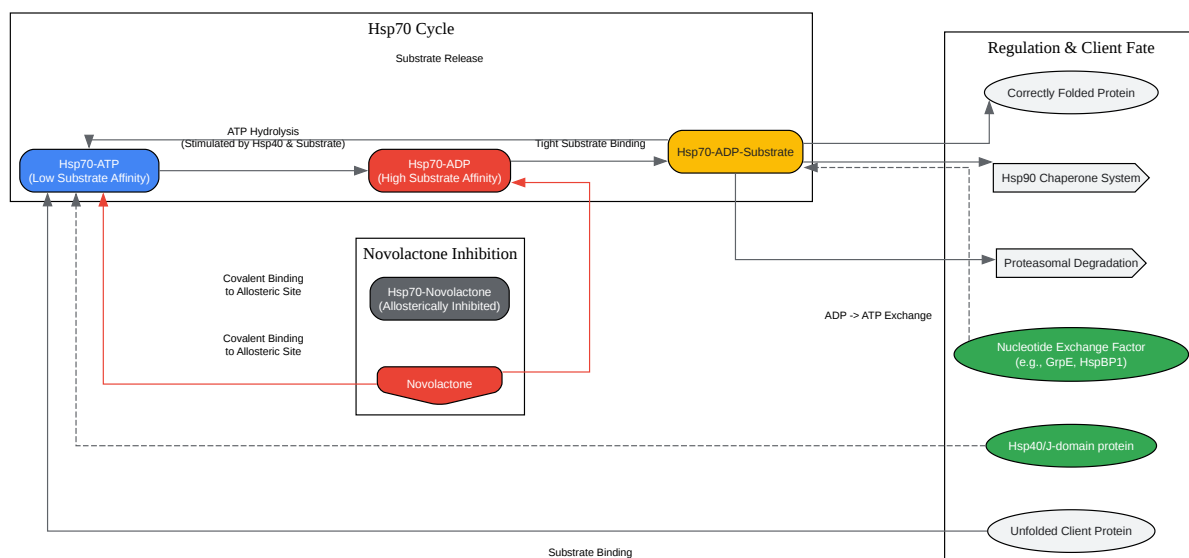 Hsp70 Cycle
Substrate Release
ATP Hydrolysis
(Stimulated by Hsp40 & Substrate)
Tight Substrate Binding
Hsp70-ATP
(Low Substrate Affinity)
Hsp70-ADP
(High Substrate Affinity)
Hsp70-ADP-Substrate
Regulation & Client Fate
Correctly Folded Protein
Hsp90 Chaperone System
Proteasomal Degradation
ADP -> ATP Exchange
Nucleotide Exchange Factor
(e.g., GrpE, HspBP1)
Hsp40/J-domain protein
Unfolded Client Protein
Novolactone Inhibition
Hsp70-Novolactone
(Allosterically Inhibited)
Novolactone
Covalent Binding
to Allosteric Site
Covalent Binding
to Allosteric Site
Substrate Binding